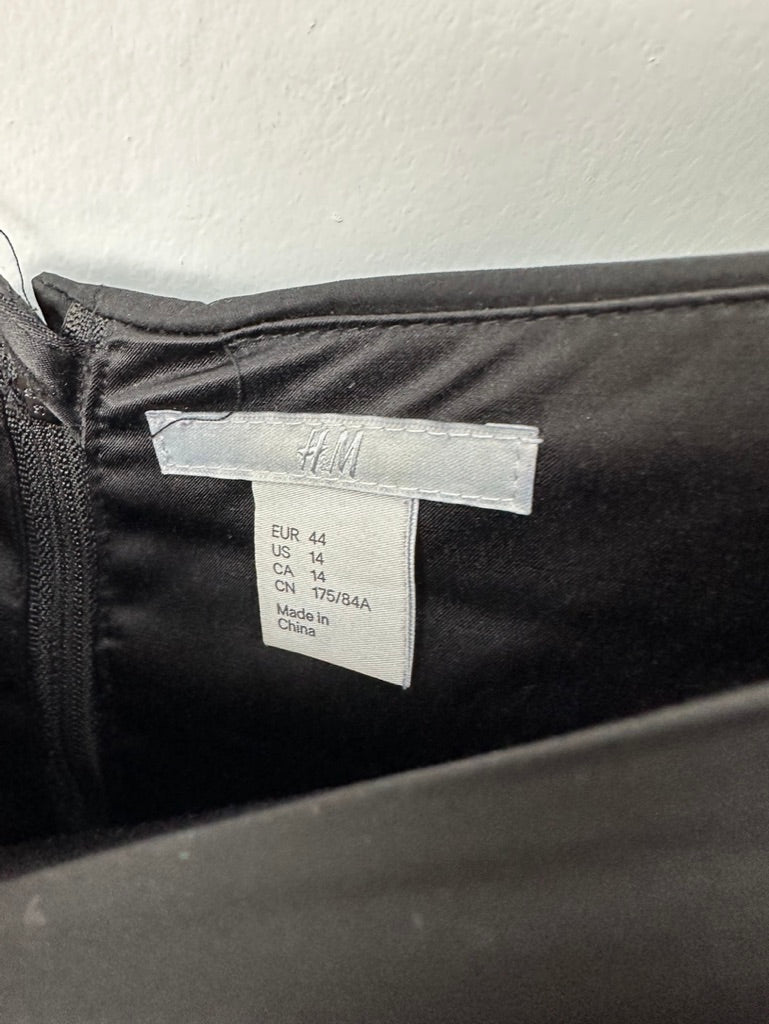 H&M
EUR 44
US 14
CA 14
CN 175/84A
Made in
China